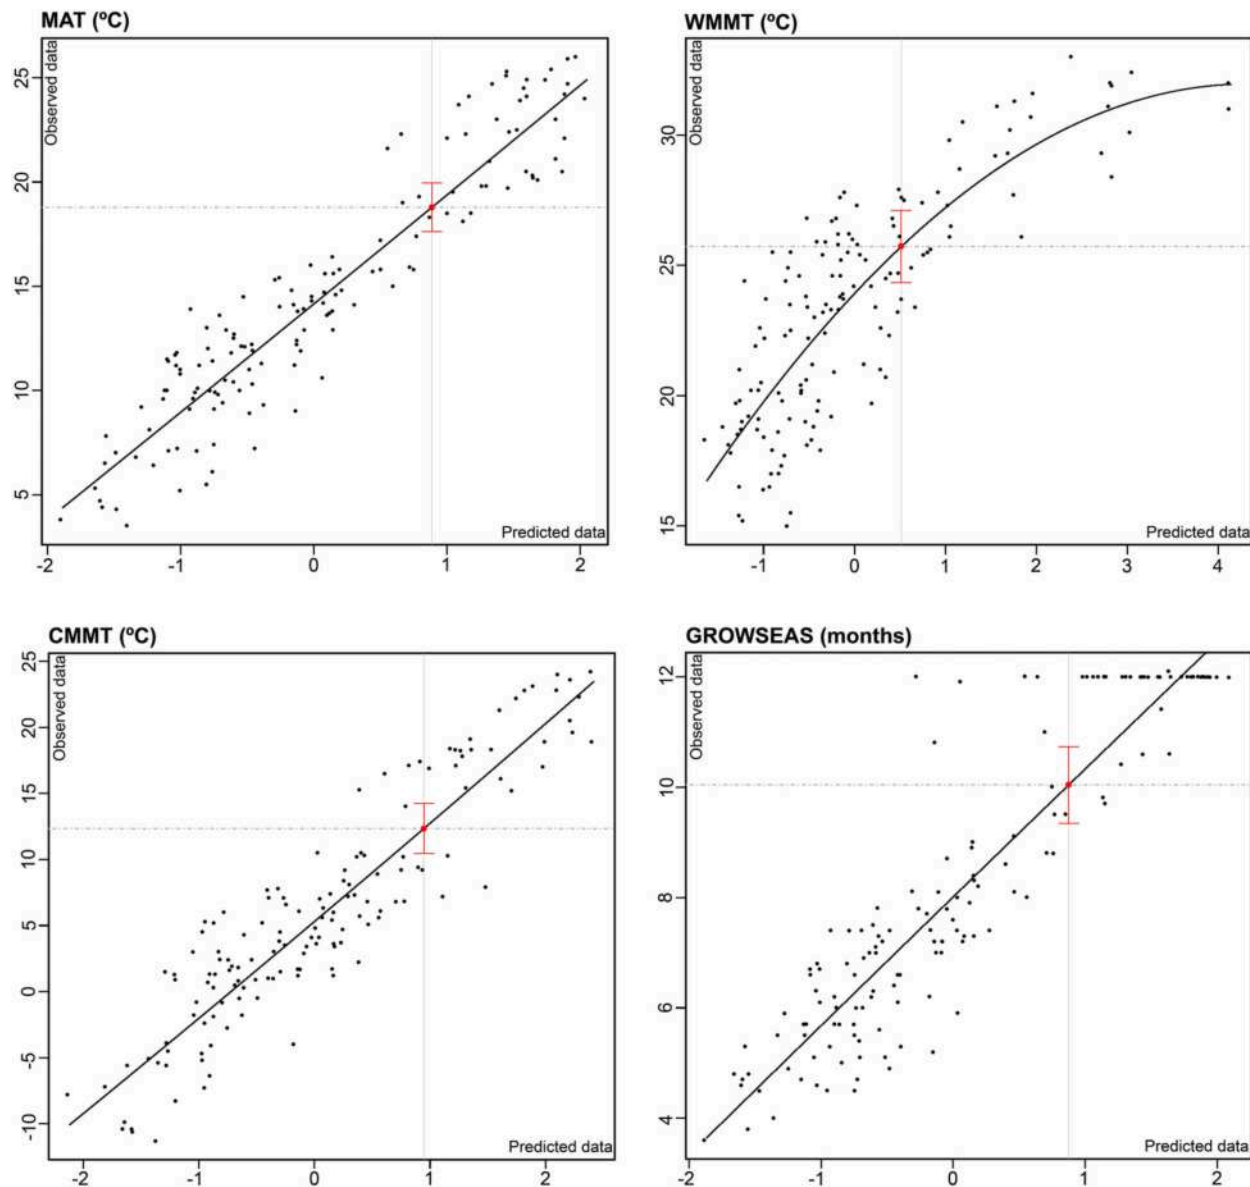 MAT (ºC)
Observed data
25
20
15
10
5
Predicted data
-2 -1 0 1 2
WMMT (ºC)
Observed data
30
25
20
15
Predicted data
-1 0 1 2 3 4
CMMT (ºC)
Observed data
25
20
15
10
5
0
-5
-10
Predicted data
-2 -1 0 1 2
GROWSEAS (months)
Observed data
12
10
8
6
4
Predicted data
-2 -1 0 1 2